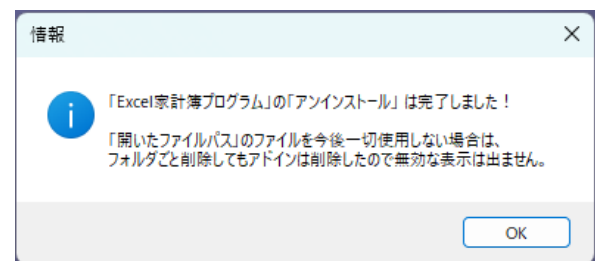 情報
「Excel家計簿プログラム」の「アンインストール」 は完了しました！
「開いたファイルパス」のファイルを今後一切使用しない場合は、
フォルダごと削除してもアドインは削除したので無効な表示は出ません。
OK